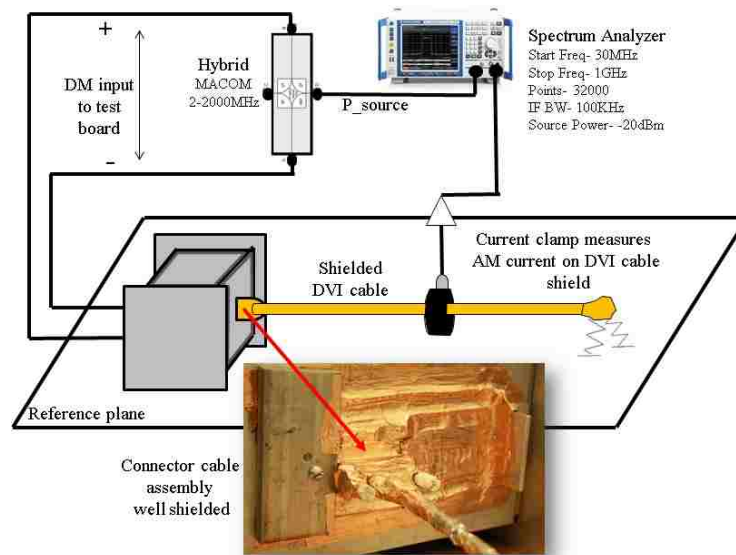 +
DM input
to test
board
-
Hybrid
MACOM
2-2000MHz
P_source
Spectrum Analyzer
Start Freq- 30MHz
Stop Freq- 1GHz
Points- 32000
IF BW- 100KHz
Source Power- -20dBm
Shielded
DVI cable
Current clamp measures
AM current on DVI cable
shield
Reference plane
Connector cable
assembly
well shielded